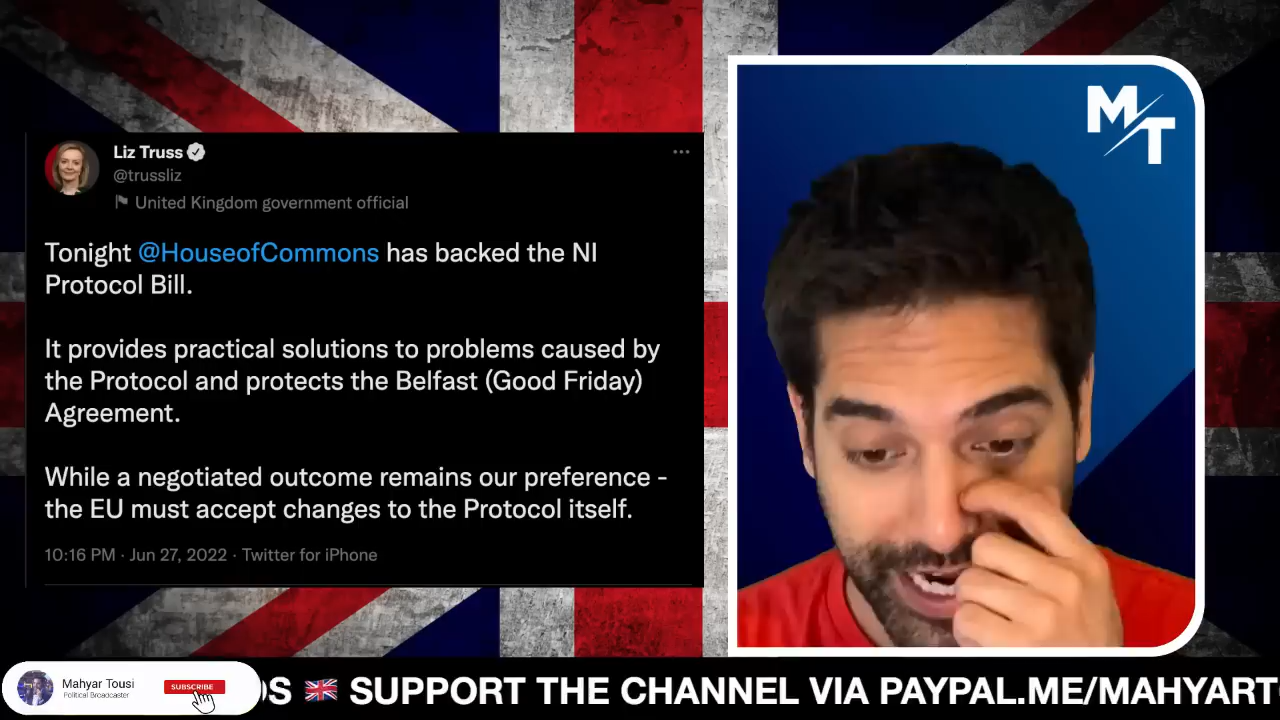 Liz Truss
@trussliz
United Kingdom government official
Tonight @HouseofCommons has backed the NI
Protocol Bill.
It provides practical solutions to problems caused by
the Protocol and protects the Belfast (Good Friday)
Agreement.
While a negotiated outcome remains our preference -
the EU must accept changes to the Protocol itself.
10:16 PM · Jun 27, 2022 · Twitter for iPhone
MT
Mahyar Tousi
Political Broadcaster
SUBSCRIBE
OS 🇬🇧 SUPPORT THE CHANNEL VIA PAYPAL.ME/MAHYART